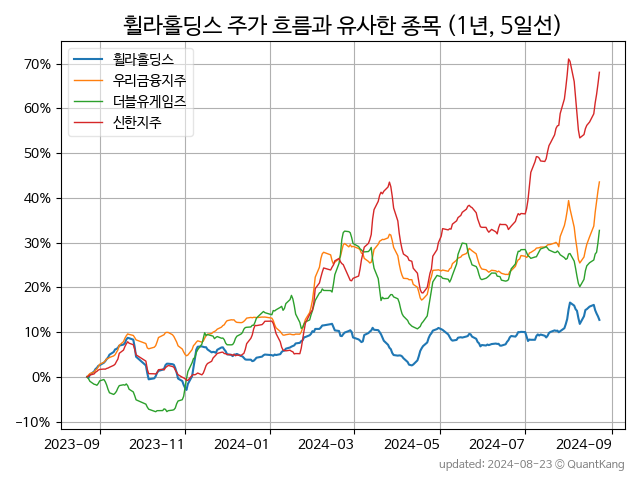 휠라홀딩스 주가 흐름과 유사한 종목 (1년, 5일선)
휠라홀딩스
우리금융지주
더블유게임즈
신한지주
70%
60%
50%
40%
30%
20%
10%
0%
−10%
2023-09 2023-11 2024-01 2024-03 2024-05 2024-07 2024-09
updated: 2024-08-23 © QuantKang